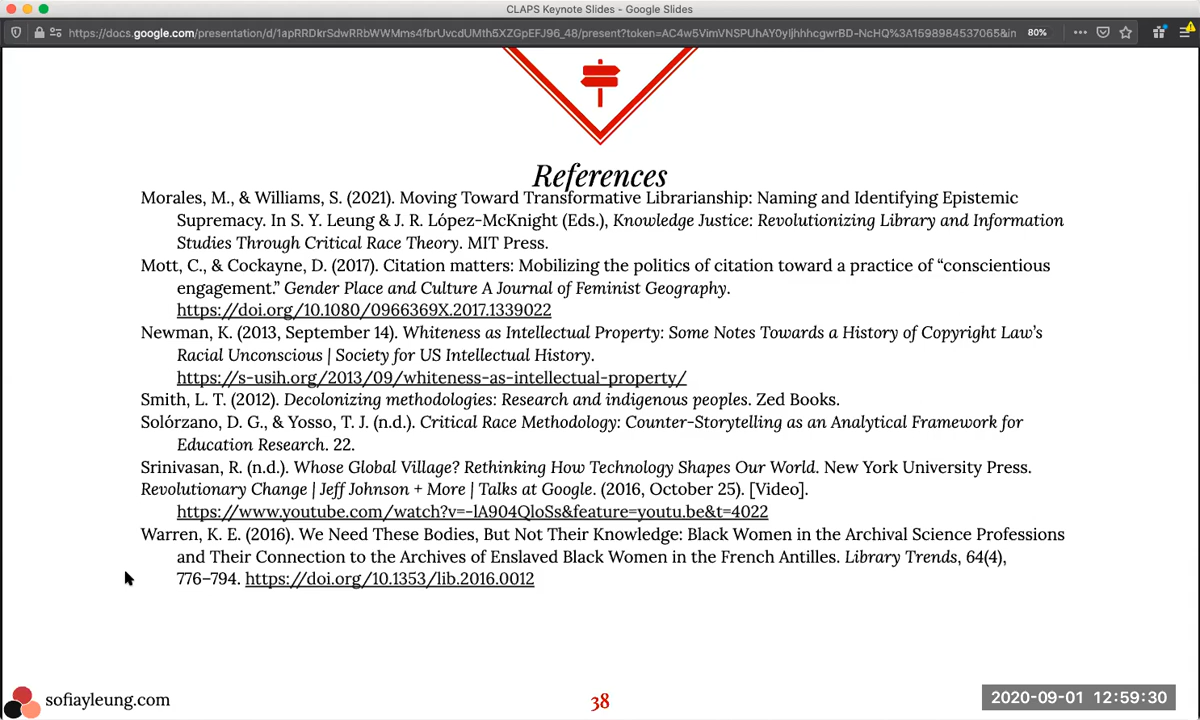 CLAPS Keynote Slides - Google Slides
https://docs.google.com/presentation/d/1apRRDkrSdwRRbWWMms4fbrUvcdUMth5XZGpEFJ96_48/present?token=AC4w5VimVNSPUhAY0yIjhhhcgwrBD-NcHQ%3A1598984537065&in 80%
References
Morales, M., & Williams, S. (2021). Moving Toward Transformative Librarianship: Naming and Identifying Epistemic
Supremacy. In S. Y. Leung & J. R. López-McKnight (Eds.), Knowledge Justice: Revolutionizing Library and Information
Studies Through Critical Race Theory. MIT Press.
Mott, C., & Cockayne, D. (2017). Citation matters: Mobilizing the politics of citation toward a practice of “conscientious
engagement.” Gender Place and Culture A Journal of Feminist Geography.
https://doi.org/10.1080/0966369X.2017.1339022
Newman, K. (2013, September 14). Whiteness as Intellectual Property: Some Notes Towards a History of Copyright Law’s
Racial Unconscious | Society for US Intellectual History.
https://s-usih.org/2013/09/whiteness-as-intellectual-property/
Smith, L. T. (2012). Decolonizing methodologies: Research and indigenous peoples. Zed Books.
Solórzano, D. G., & Yosso, T. J. (n.d.). Critical Race Methodology: Counter-Storytelling as an Analytical Framework for
Education Research. 22.
Srinivasan, R. (n.d.). Whose Global Village? Rethinking How Technology Shapes Our World. New York University Press.
Revolutionary Change | Jeff Johnson + More | Talks at Google. (2016, October 25). [Video].
https://www.youtube.com/watch?v=-lA904QloSs&feature=youtu.be&t=4022
Warren, K. E. (2016). We Need These Bodies, But Not Their Knowledge: Black Women in the Archival Science Professions
and Their Connection to the Archives of Enslaved Black Women in the French Antilles. Library Trends, 64(4),
776–794. https://doi.org/10.1353/lib.2016.0012
sofiayleung.com
38
2020-09-01 12:59:30